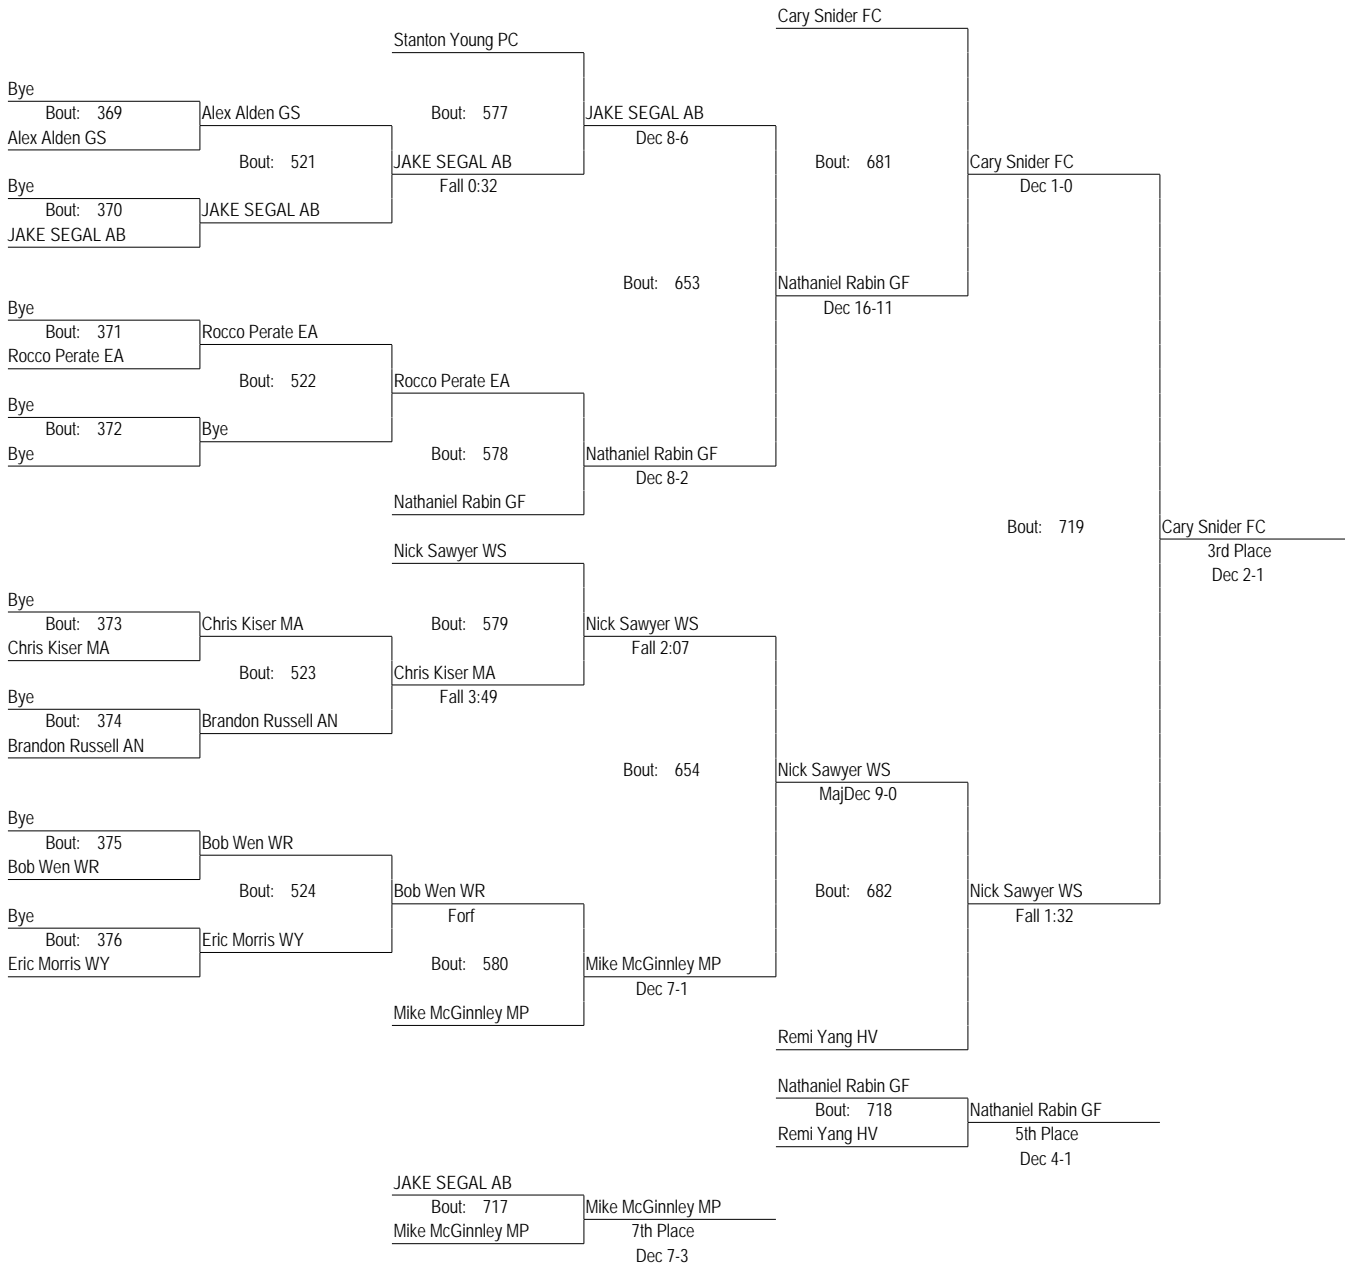 Cary Snider FC
Stanton Young PC
Bye
Bout: 369
Alex Alden GS
Bout: 577
JAKE SEGAL AB
Alex Alden GS
Dec 8-6
Bout: 521
JAKE SEGAL AB
Bout: 681
Cary Snider FC
Bye
Fall 0:32
Dec 1-0
Bout: 370
JAKE SEGAL AB
JAKE SEGAL AB
Bout: 653
Nathaniel Rabin GF
Bye
Dec 16-11
Bout: 371
Rocco Perate EA
Rocco Perate EA
Bout: 522
Rocco Perate EA
Bye
Bout: 372
Bye
Bye
Bout: 578
Nathaniel Rabin GF
Dec 8-2
Nathaniel Rabin GF
Bout: 719
Cary Snider FC
Nick Sawyer WS
3rd Place
Dec 2-1
Bye
Bout: 373
Chris Kiser MA
Bout: 579
Nick Sawyer WS
Chris Kiser MA
Fall 2:07
Bout: 523
Chris Kiser MA
Bye
Fall 3:49
Bout: 374
Brandon Russell AN
Brandon Russell AN
Bout: 654
Nick Sawyer WS
MajDec 9-0
Bye
Bout: 375
Bob Wen WR
Bob Wen WR
Bout: 524
Bob Wen WR
Bout: 682
Nick Sawyer WS
Bye
Forf
Fall 1:32
Bout: 376
Eric Morris WY
Eric Morris WY
Bout: 580
Mike McGinnley MP
Dec 7-1
Mike McGinnley MP
Remi Yang HV
Nathaniel Rabin GF
Bout: 718
Nathaniel Rabin GF
Remi Yang HV
5th Place
Dec 4-1
JAKE SEGAL AB
Bout: 717
Mike McGinnley MP
Mike McGinnley MP
7th Place
Dec 7-3